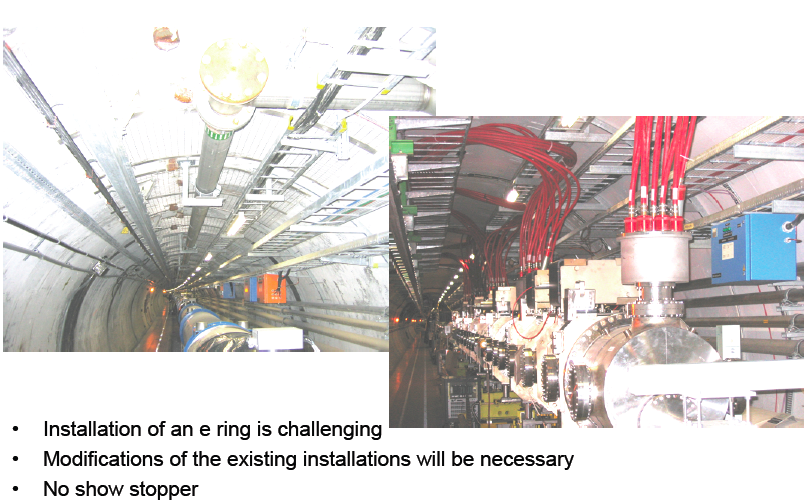 • Installation of an e ring is challenging
• Modifications of the existing installations will be necessary
• No show stopper